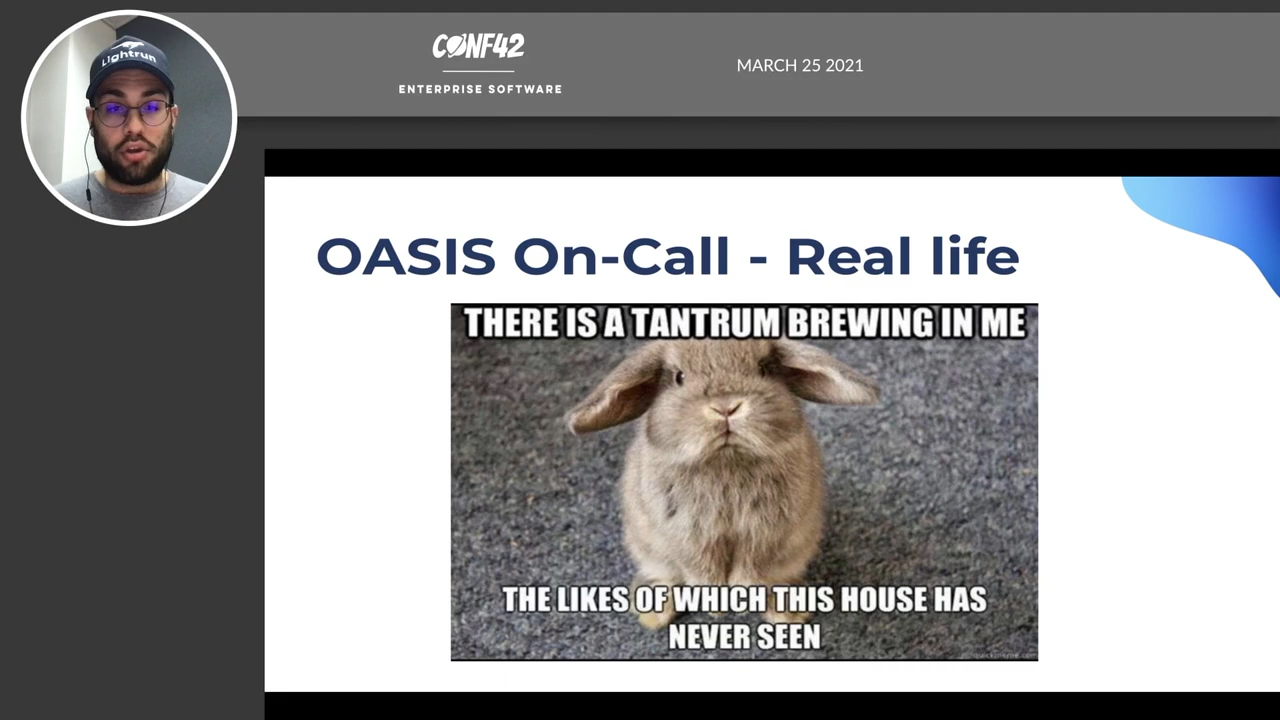 Lightrun
CONF42
ENTERPRISE SOFTWARE
MARCH 25 2021
OASIS On-Call - Real life
THERE IS A TANTRUM BREWING IN ME
THE LIKES OF WHICH THIS HOUSE HAS
NEVER SEEN